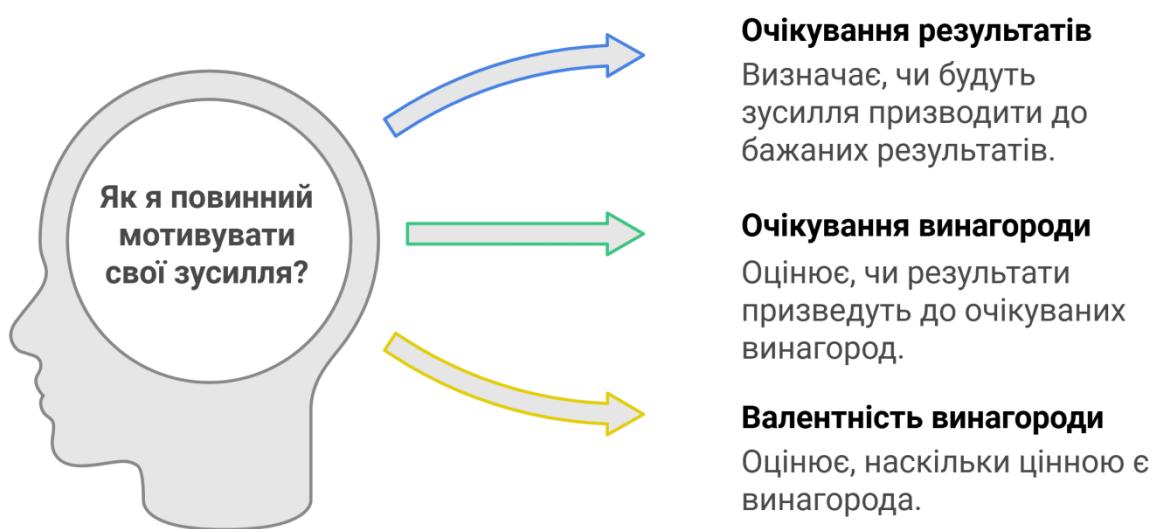 Як я повинний
мотивувати
свої зусилля?
Очікування результатів
Визначає, чи будуть
зусилля призводити до
бажаних результатів.
Очікування винагороди
Оцінює, чи результати
призведуть до очікуваних
винагород.
Валентність винагороди
Оцінює, наскільки цінною є
винагорода.